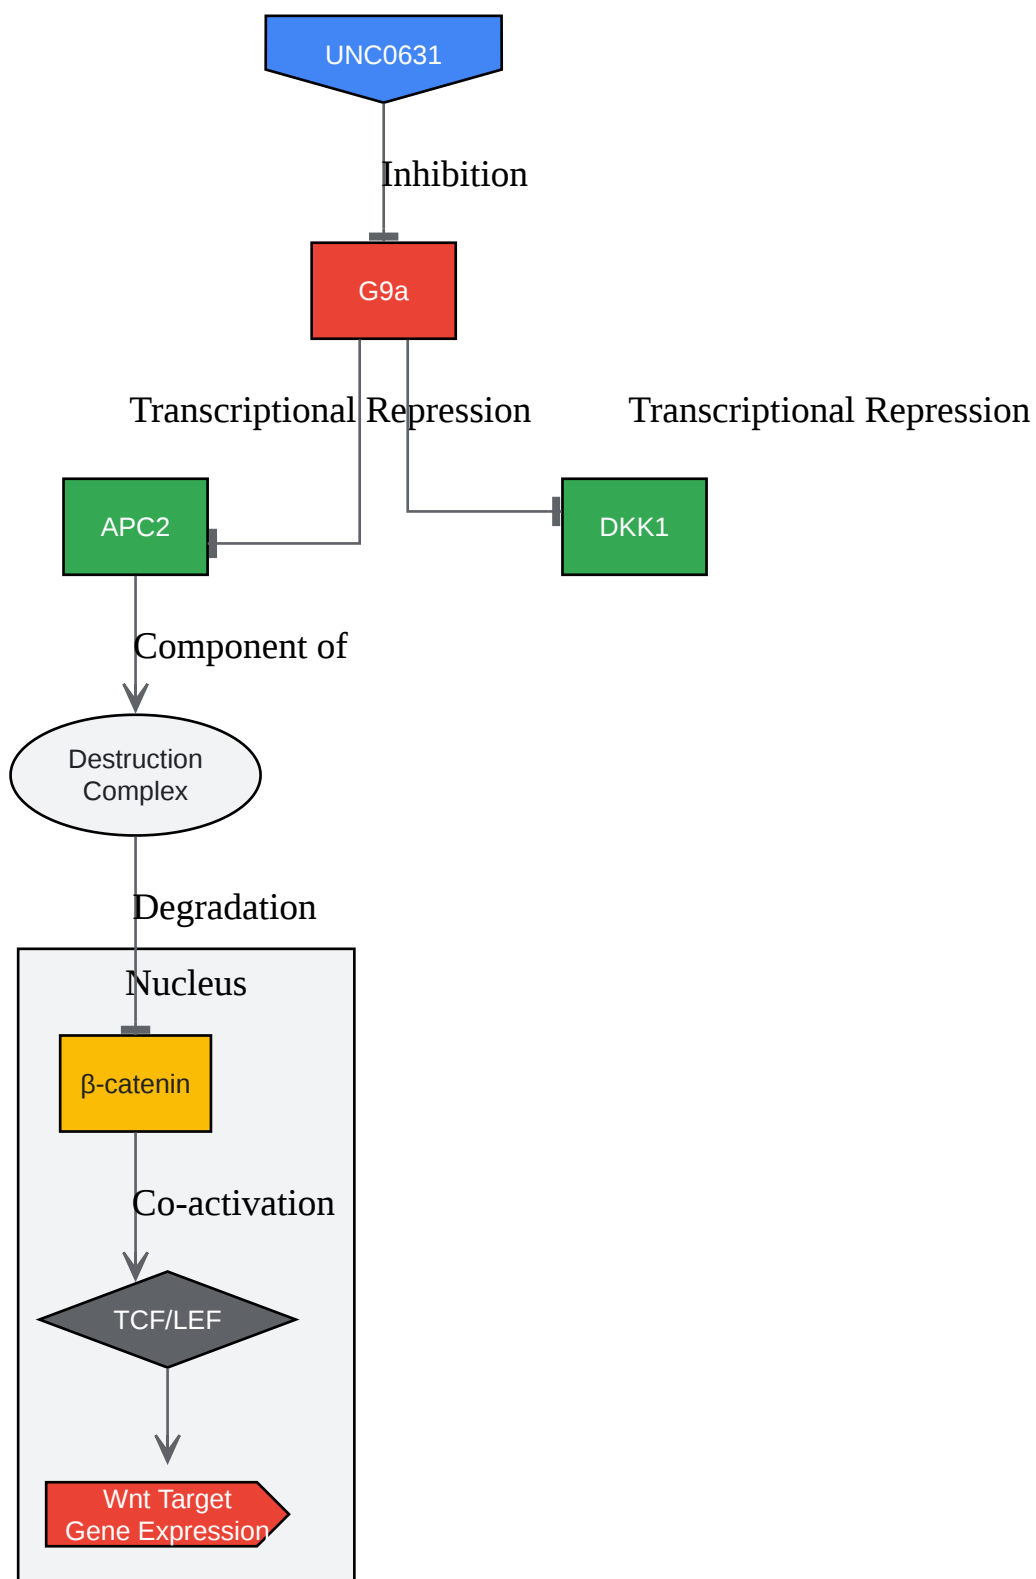 UNC0631
Inhibition
G9a
Transcriptional Repression
Transcriptional Repression
APC2
DKK1
Component of
Destruction
Complex
Degradation
Nucleus
β-catenin
Co-activation
TCF/LEF
Wnt Target
Gene Expression